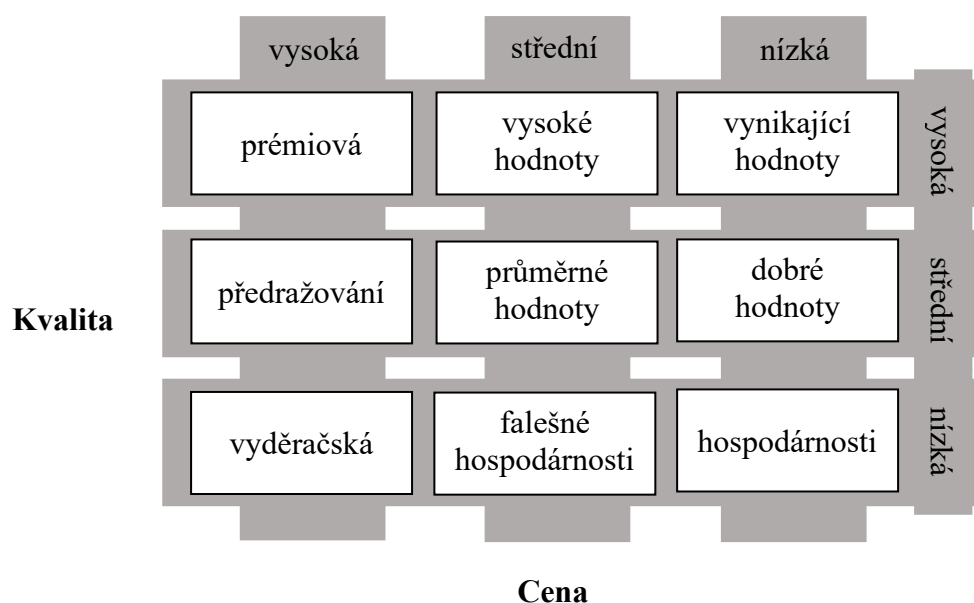 vysoká
střední
nízká
prémiová
vysoké
hodnoty
vynikající
hodnoty
vysoká
Kvalita
předražování
průměrné
hodnoty
dobré
hodnoty
střední
vyděračská
falešné
hospodárnosti
hospodárnosti
nízká
Cena